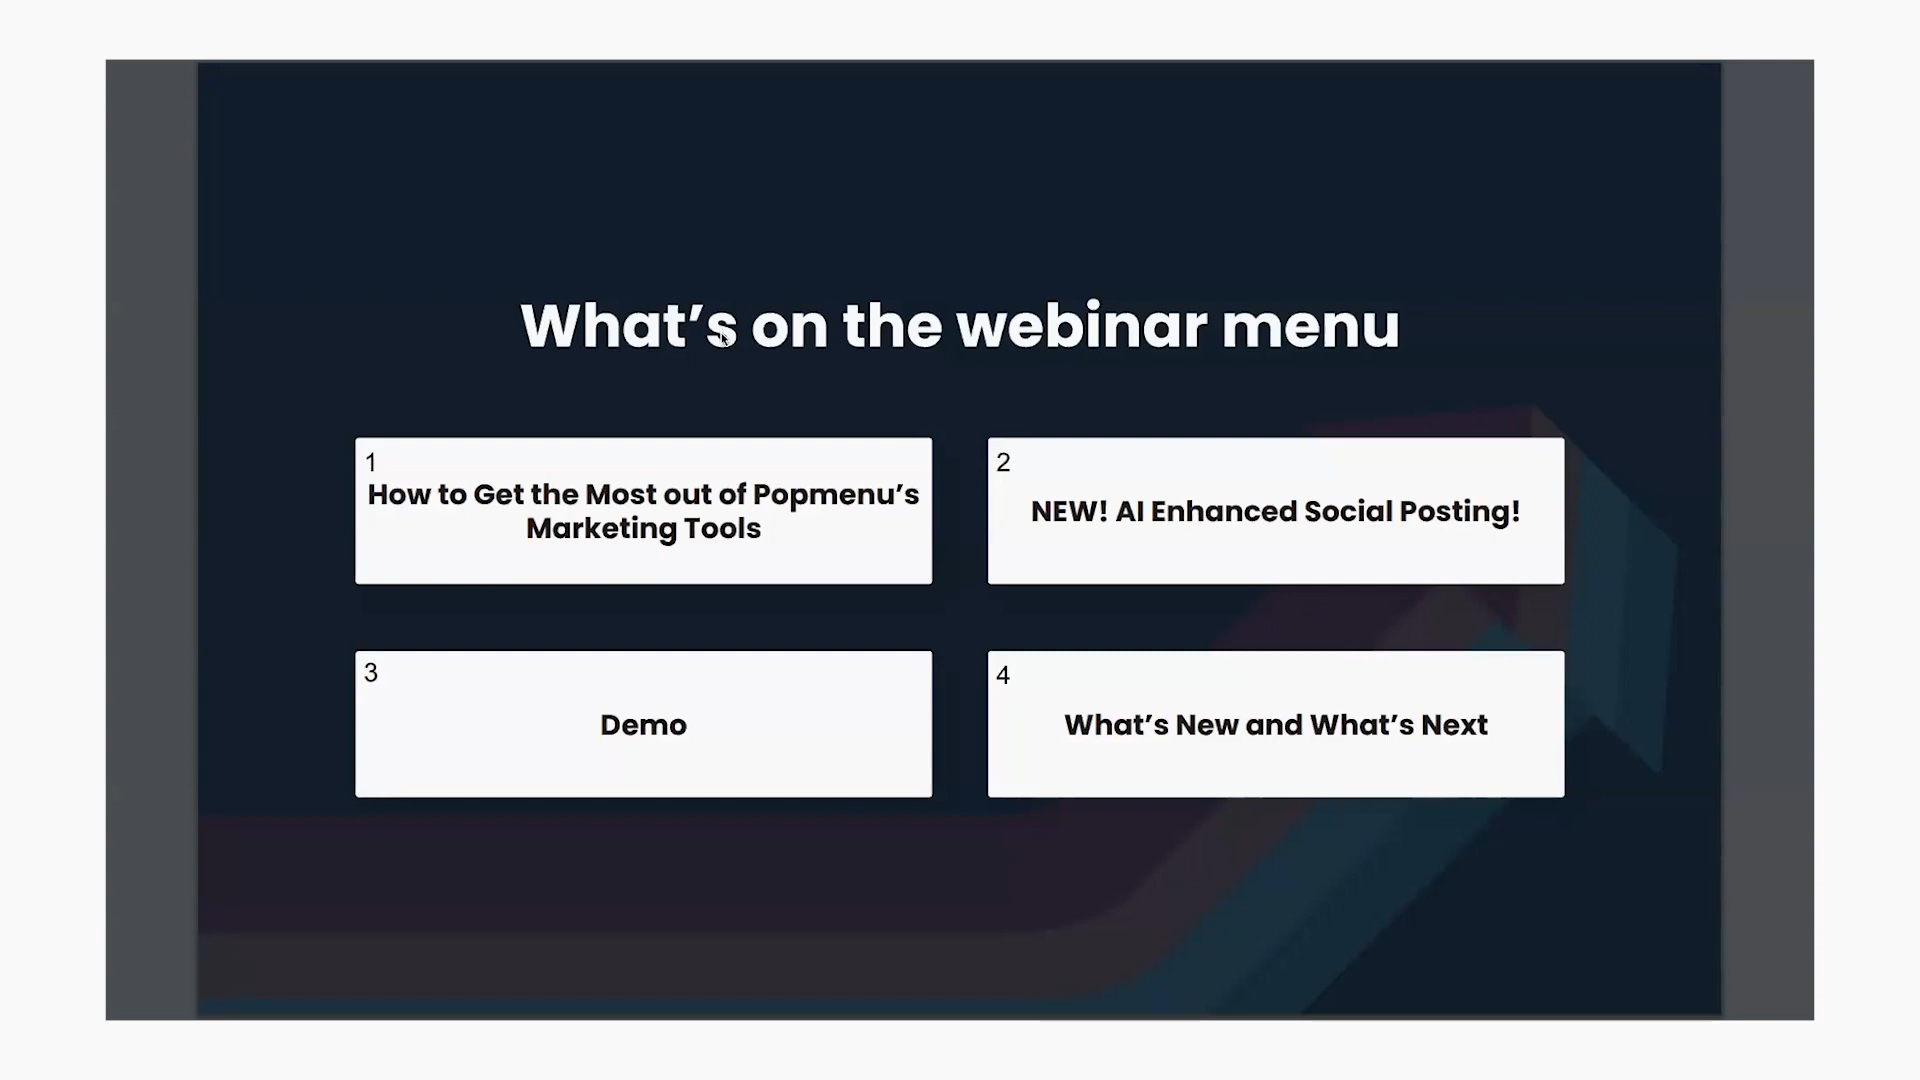 What’s on the webinar menu
1
How to Get the Most out of Popmenu’s
Marketing Tools
2
NEW! AI Enhanced Social Posting!
3
Demo
4
What’s New and What’s Next